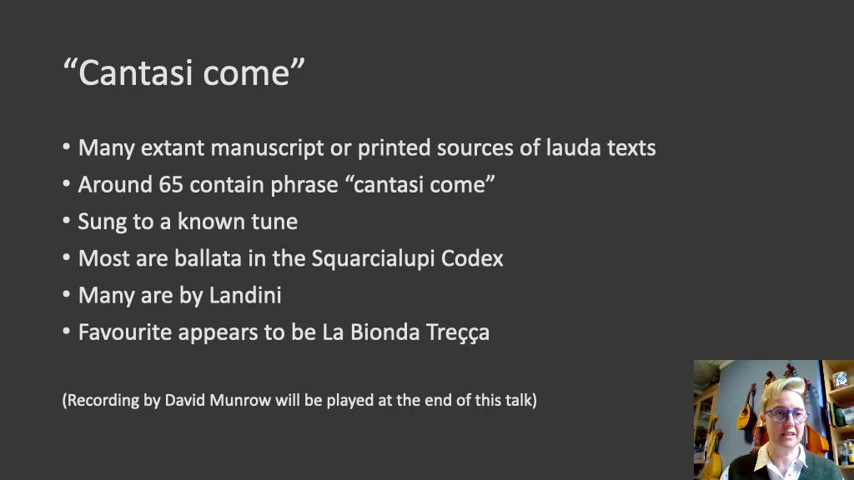 “Cantasi come”
• Many extant manuscript or printed sources of lauda texts
• Around 65 contain phrase “cantasi come”
• Sung to a known tune
• Most are ballata in the Squarcialupi Codex
• Many are by Landini
• Favourite appears to be La Bionda Treçça
(Recording by David Munrow will be played at the end of this talk)